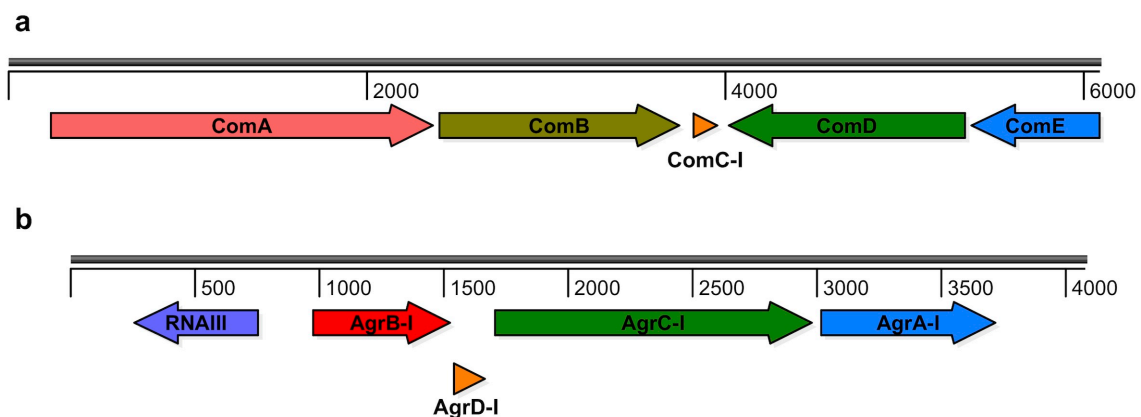 a
2000 4000 6000
ComA ComB ComD ComE
ComC-I
b
500 1000 1500 2000 2500 3000 3500 4000
RNAIII AgrB-I AgrC-I AgrA-I
AgrD-I